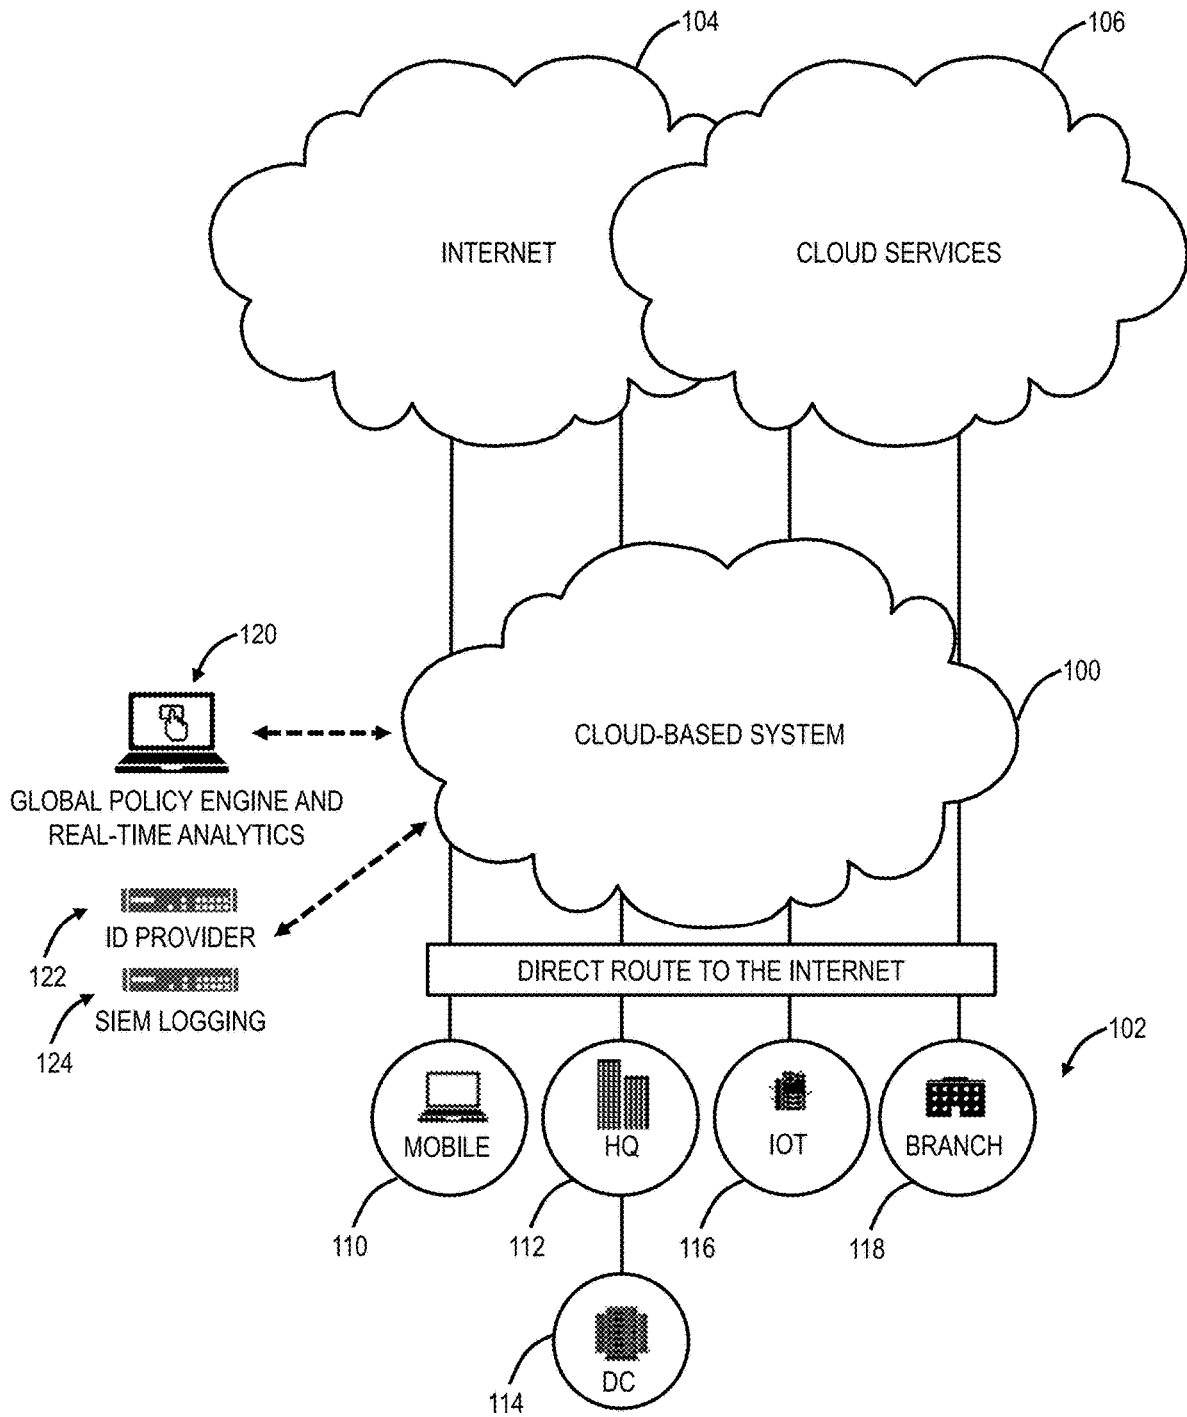 104
106
INTERNET
CLOUD SERVICES
120
100
CLOUD-BASED SYSTEM
GLOBAL POLICY ENGINE AND
REAL-TIME ANALYTICS
ID PROVIDER
122
DIRECT ROUTE TO THE INTERNET
SIEM LOGGING
124
102
MOBILE
HQ
IOT
BRANCH
110
112
116
118
DC
114